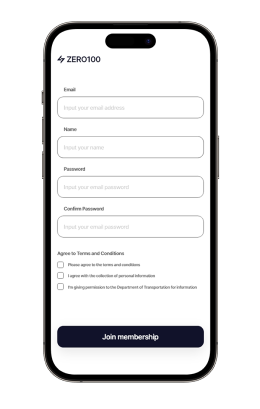 ZERO100
Email
Input your email address
Name
Input your name
Password
Input your email password
Confirm Password
Input your email password
Agree to Terms and Conditions
Please agree to the terms and conditions
I agree with the collection of personal information
I'm giving permission to the Department of Transportation for information
Join membership